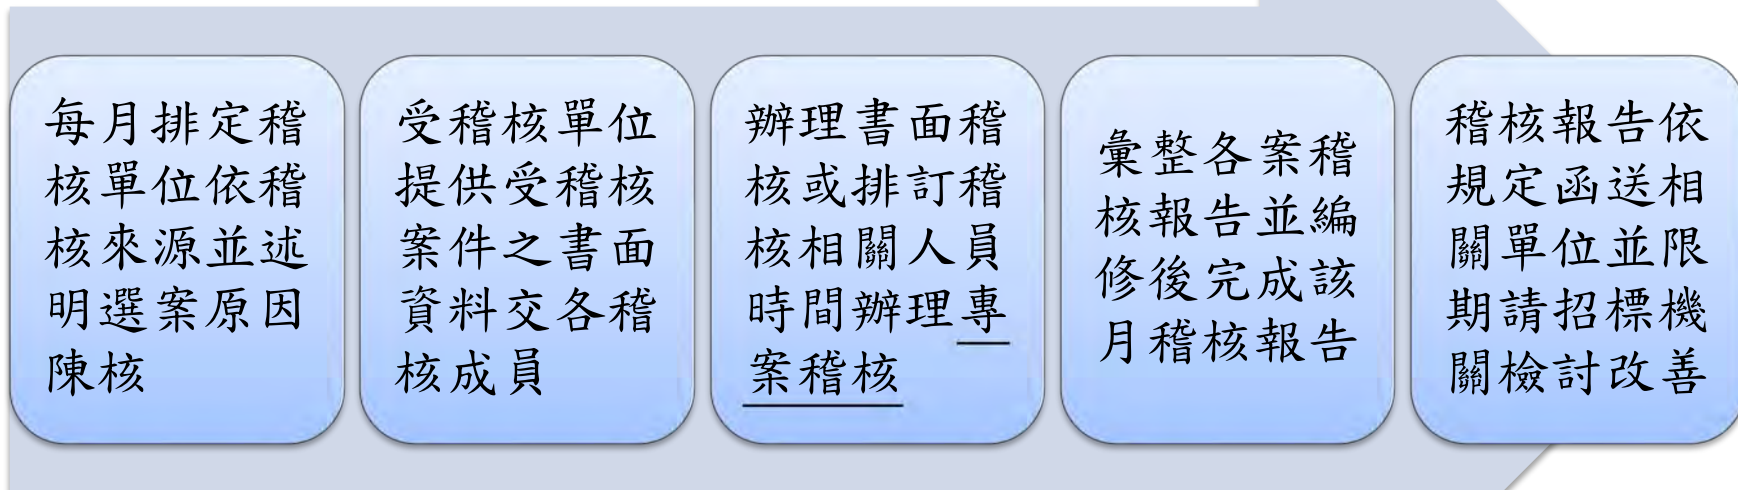 每月排定稽
核單位依稽
核來源並述
明選案原因
陳核
受稽核單位
提供受稽核
案件之書面
資料交各稽
核成員
辦理書面稽
核或排訂稽
核相關人員
時間辦理專
案稽核
彙整各案稽
核報告並編
修後完成該
月稽核報告
稽核報告依
規定函送相
關單位並限
期請招標機
關檢討改善